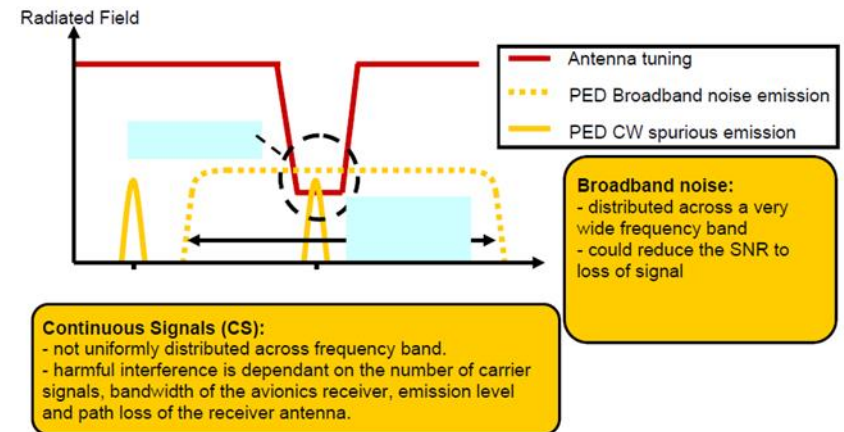 Radiated Field
Antenna tuning
PED Broadband noise emission
PED CW spurious emission
Broadband noise:
- distributed across a very
wide frequency band
- could reduce the SNR to
loss of signal
Continuous Signals (CS):
- not uniformly distributed across frequency band.
- harmful interference is dependant on the number of carrier
signals, bandwidth of the avionics receiver, emission level
and path loss of the receiver antenna.